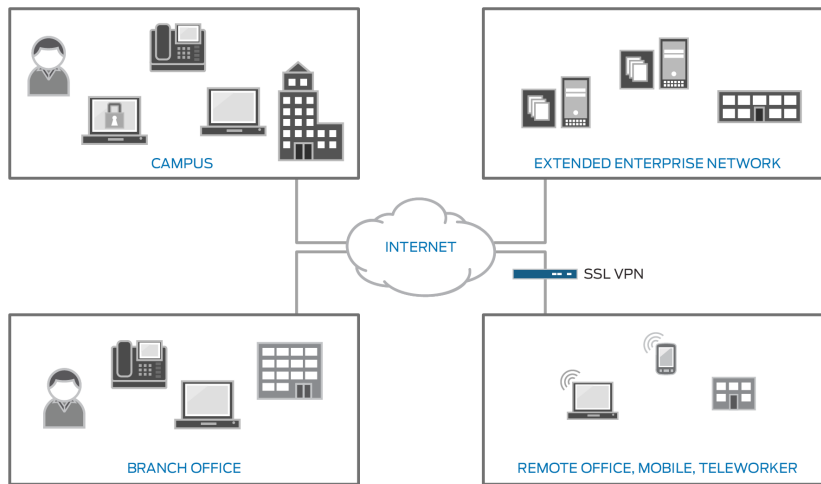 CAMPUS
EXTENDED ENTERPRISE NETWORK
INTERNET
SSL VPN
BRANCH OFFICE
REMOTE OFFICE, MOBILE, TELEWORKER